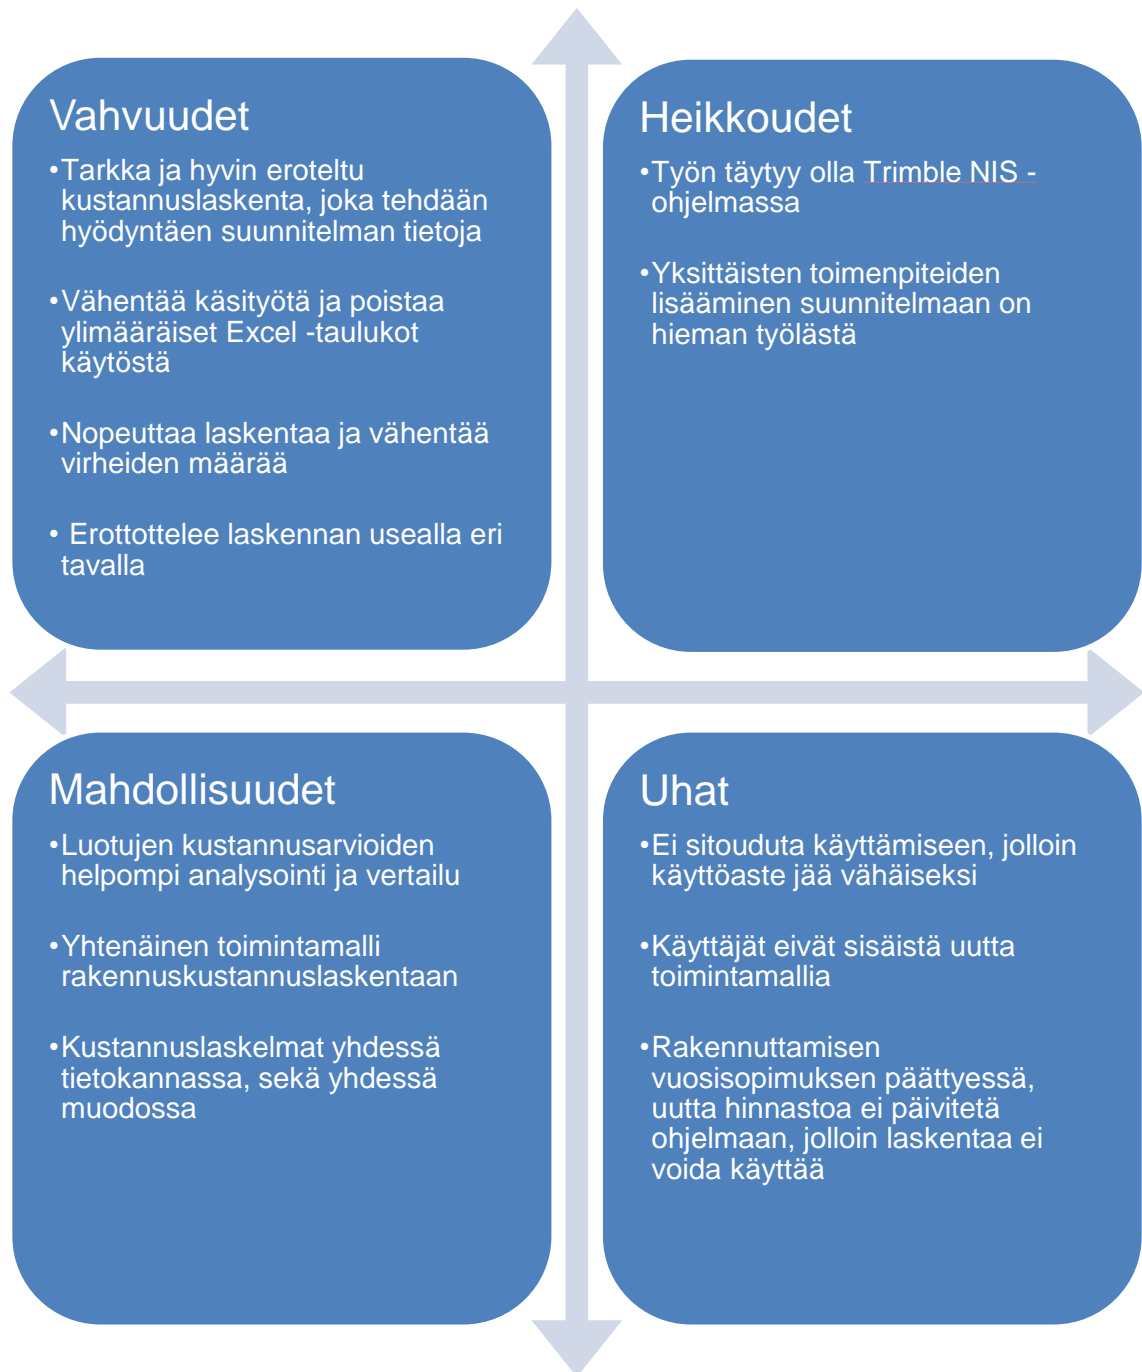 Vahvuudet
•Tarkka ja hyvin eroteltu
kustannuslaskenta, joka tehdään
hyödyntäen suunnitelman tietoja
•Vähentää käsityötä ja poistaa
ylimääräiset Excel -taulukot
käytöstä
•Nopeuttaa laskentaa ja vähentää
virheiden määrää
• Erottottelee laskennan usealla eri
tavalla
Heikkoudet
•Työn täytyy olla Trimble NIS -
ohjelmassa
•Yksittäisten toimenpiteiden
lisääminen suunnitelmaan on
hieman työlästä
Mahdollisuudet
•Luotujen kustannusarvioiden
helpompi analysointi ja vertailu
•Yhtenäinen toimintamalli
rakennuskustannuslaskentaan
•Kustannuslaskelmat yhdessä
tietokannassa, sekä yhdessä
muodossa
Uhat
•Ei sitouduta käyttämiseen, jolloin
käyttöaste jää vähäiseksi
•Käyttäjät eivät sisäistä uutta
toimintamallia
•Rakennuttamisen
vuosisopimuksen päättyessä,
uutta hinnastoa ei päivitetä
ohjelmaan, jolloin laskentaa ei
voida käyttää